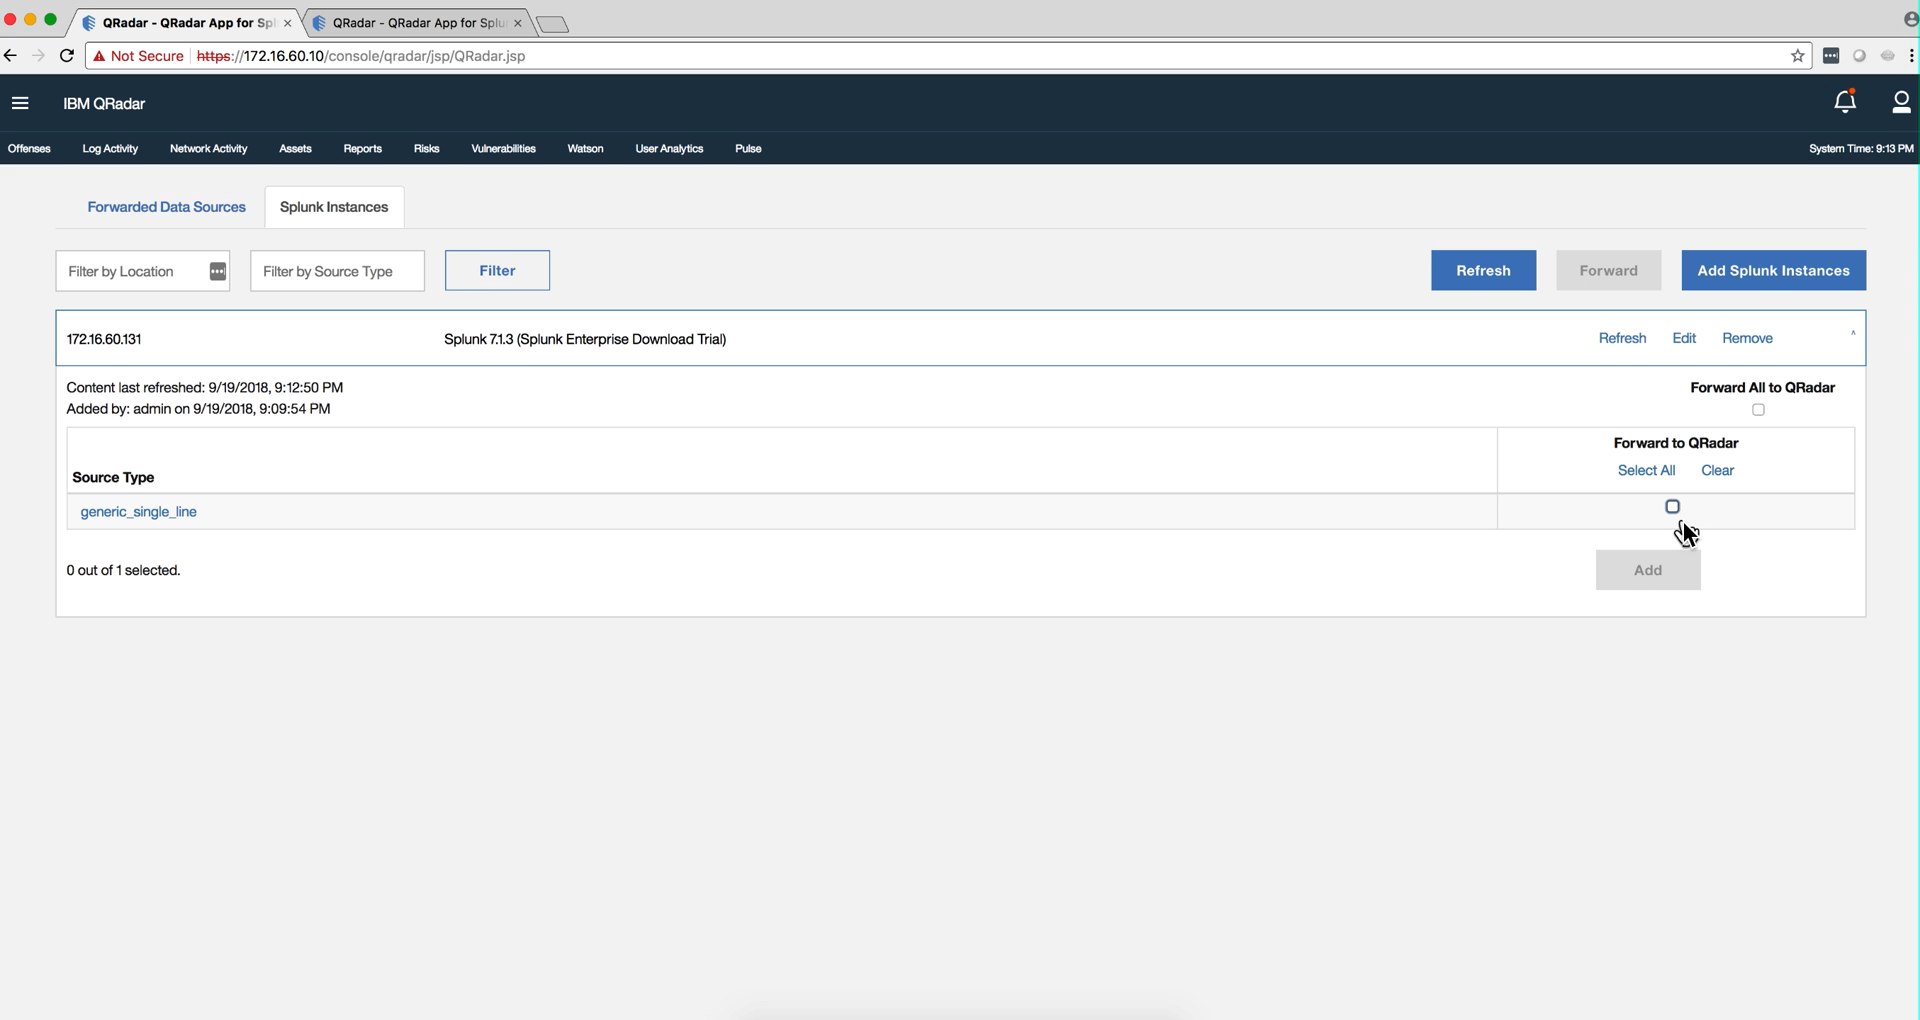 QRadar - QRadar App for Spl
QRadar - QRadar App for Splu
Not Secure https://172.16.60.10/console/qradar/jsp/QRadar.jsp
IBM QRadar
Offenses Log Activity Network Activity Assets Reports Risks Vulnerabilities Watson User Analytics Pulse System Time: 9:13 PM
Forwarded Data Sources Splunk Instances
Filter by Location Filter by Source Type Filter Refresh Forward Add Splunk Instances
172.16.60.131 Splunk 7.1.3 (Splunk Enterprise Download Trial) Refresh Edit Remove
Content last refreshed: 9/19/2018, 9:12:50 PM Forward All to QRadar
Added by: admin on 9/19/2018, 9:09:54 PM
Forward to QRadar
Select All Clear
Source Type
generic_single_line
0 out of 1 selected. Add